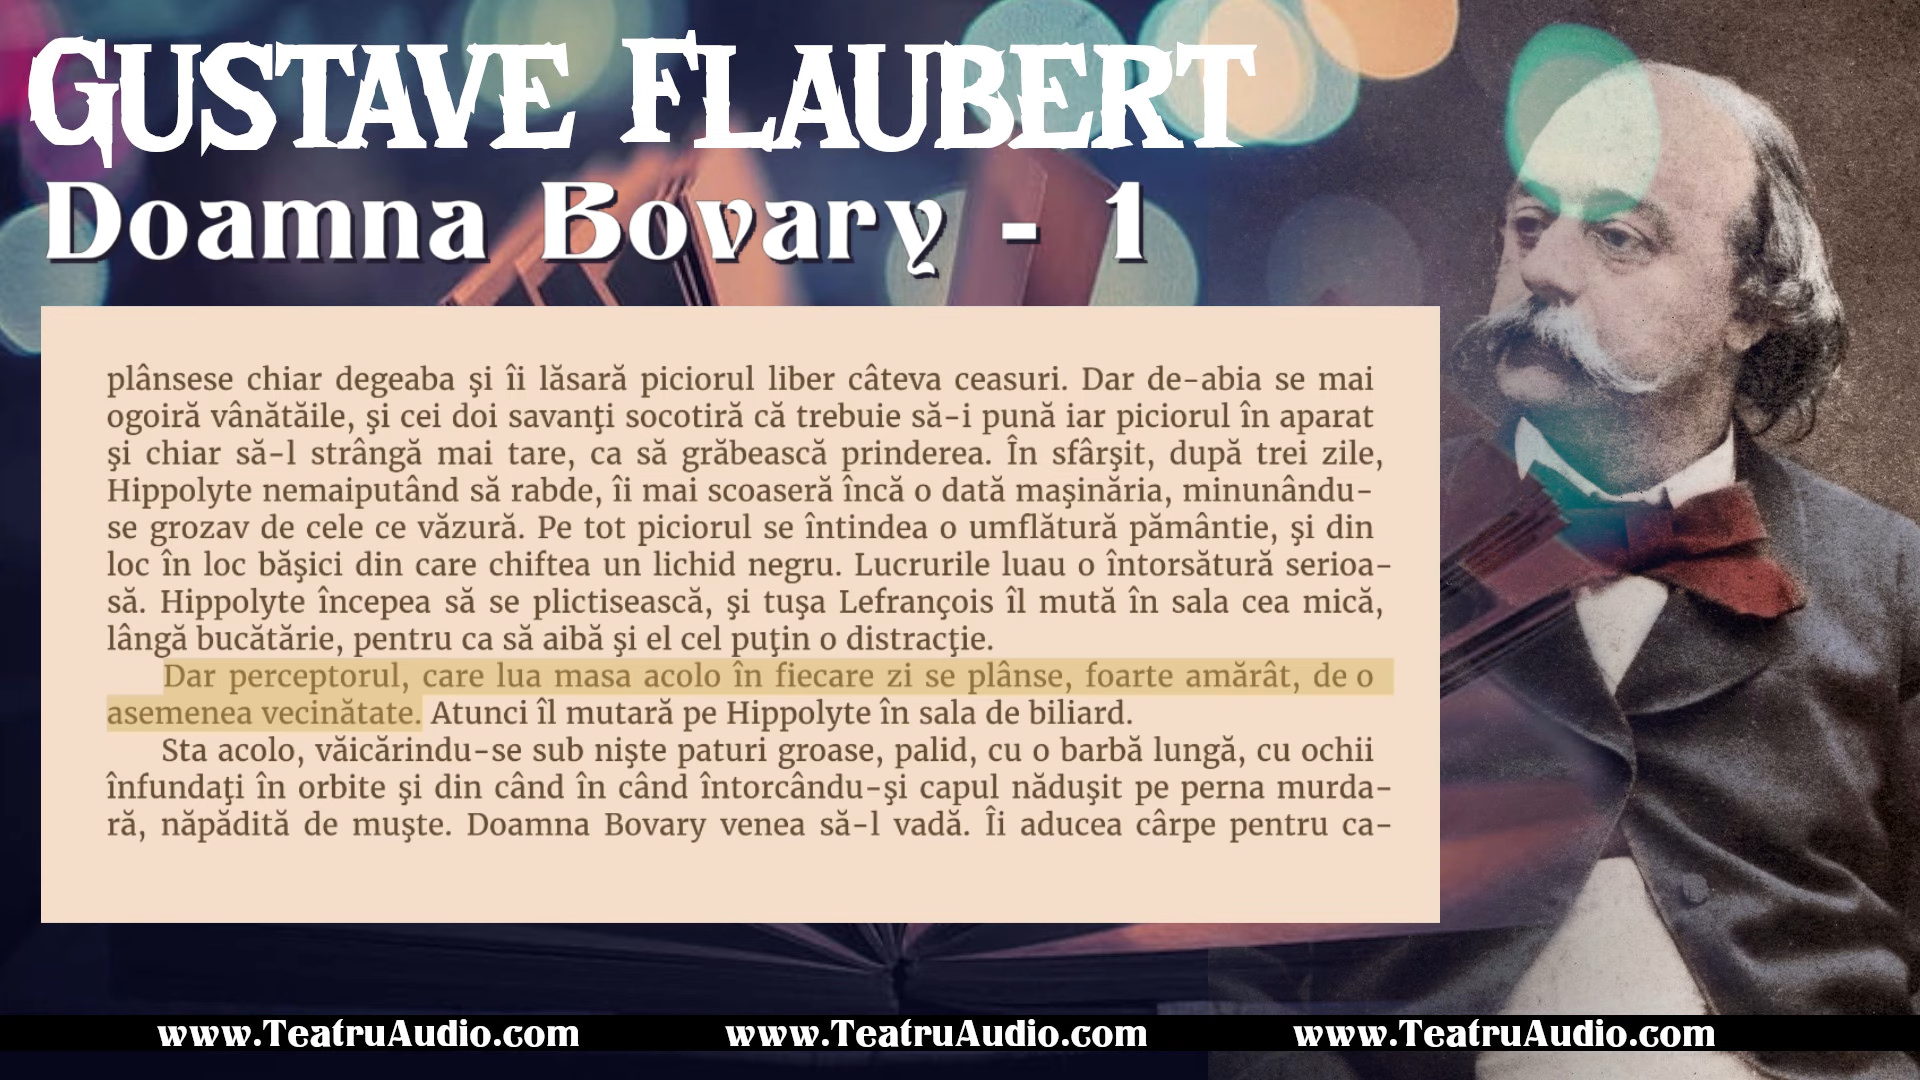 GUSTAVE FLAUBERT
Doamna Bovary - 1
plânsese chiar degeaba şi îi lăsară piciorul liber câteva ceasuri. Dar de-abia se mai
ogoiră vânătăile, şi cei doi savanţi socotiră că trebuie să-i pună iar piciorul în aparat
şi chiar să-l strângă mai tare, ca să grăbească prinderea. În sfârşit, după trei zile,
Hippolyte nemaiputând să rabde, îi mai scoaseră încă o dată maşinăria, minunându-
se grozav de cele ce văzură. Pe tot piciorul se întindea o umflătură pământie, şi din
loc în loc băşici din care chiftea un lichid negru. Lucrurile luau o întorsătură serioa-
să. Hippolyte începea să se plictisească, şi tuşa Lefrançois îl mută în sala cea mică,
lângă bucătărie, pentru ca să aibă şi el cel puţin o distracţie.
Dar perceptorul, care lua masa acolo în fiecare zi se plânse, foarte amărât, de o
asemenea vecinătate. Atunci îl mutară pe Hippolyte în sala de biliard.
Sta acolo, văicărindu-se sub nişte paturi groase, palid, cu o barbă lungă, cu ochii
înfundaţi în orbite şi din când în când întorcându-şi capul năduşit pe perna murda-
ră, năpădită de muşte. Doamna Bovary venea să-l vadă. Îi aducea cârpe pentru ca-
www.TeatruAudio.com www.TeatruAudio.com www.TeatruAudio.com